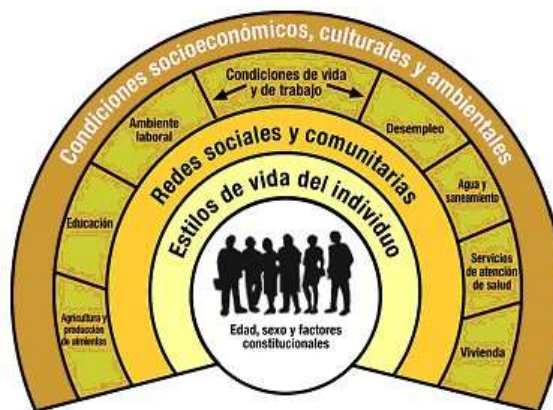 Condiciones socioeconómicos, culturales y ambientales
Condiciones de vida
y de trabajo
Ambiente
laboral
Desempleo
Educación
Agua y
saneamiento
Agricultura y
producción
de almientas
Servicios
de atención
de salud
Vivienda
Redes sociales y comunitarias
Estilos de vida del individuo
Edad, sexo y factores
constitucionales